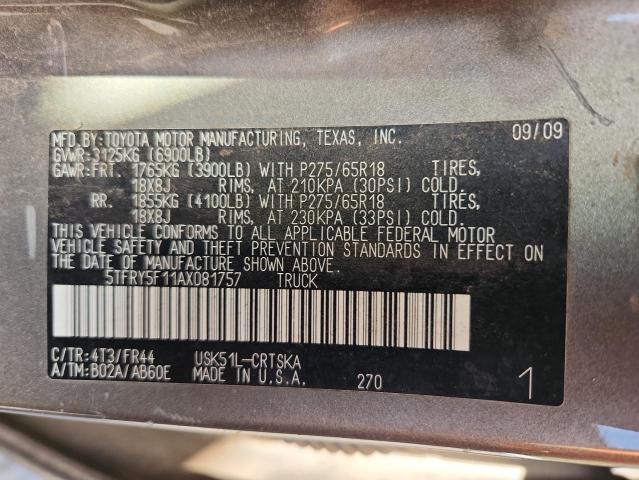 MFD.BY:TOYOTA MOTOR MANUFACTURING, TEXAS, INC. 09/09
GVWR:3125KG (6900LB)
GAWR:FRT. 1765KG (3900LB) WITH P275/65R18 TIRES,
18X8J RIMS, AT 210KPA (30PSI) COLD.
RR. 1855KG (4100LB) WITH P275/65R18 TIRES,
18X8J RIMS, AT 230KPA (33PSI) COLD.
THIS VEHICLE CONFORMS TO ALL APPLICABLE FEDERAL MOTOR
VEHICLE SAFETY AND THEFT PREVENTION STANDARDS IN EFFECT ON
THE DATE OF MANUFACTURE SHOWN ABOVE.
5TFRY5F11AX081757 TRUCK
C/TR:4T3/FR44 USK51L-CRTSKA
A/TM:B02A/AB60E MADE IN U.S.A. 270 1